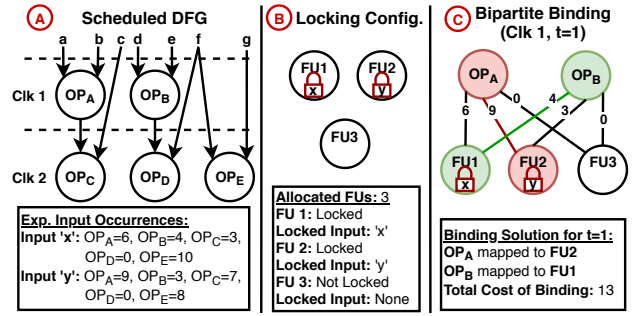 A Scheduled DFG
a b c d e f g
Clk 1
OPA OPB
Clk 2
OPC OPD OPE
Exp. Input Occurrences:
Input 'x': OPA=6, OPB=4, OPC=3,
OPD=0, OPE=10
Input 'y': OPA=9, OPB=3, OPC=7,
OPD=0, OPE=8
B Locking Config.
FU1 FU2
x y
FU3
Allocated FUs: 3
FU 1: Locked
Locked Input: 'x'
FU 2: Locked
Locked Input: 'y'
FU 3: Not Locked
Locked Input: None
C Bipartite Binding
(Clk 1, t=1)
OPA OPB
6 9 0 4 3 0
FU1 FU2 FU3
x y
Binding Solution for t=1:
OPA mapped to FU2
OPB mapped to FU1
Total Cost of Binding: 13